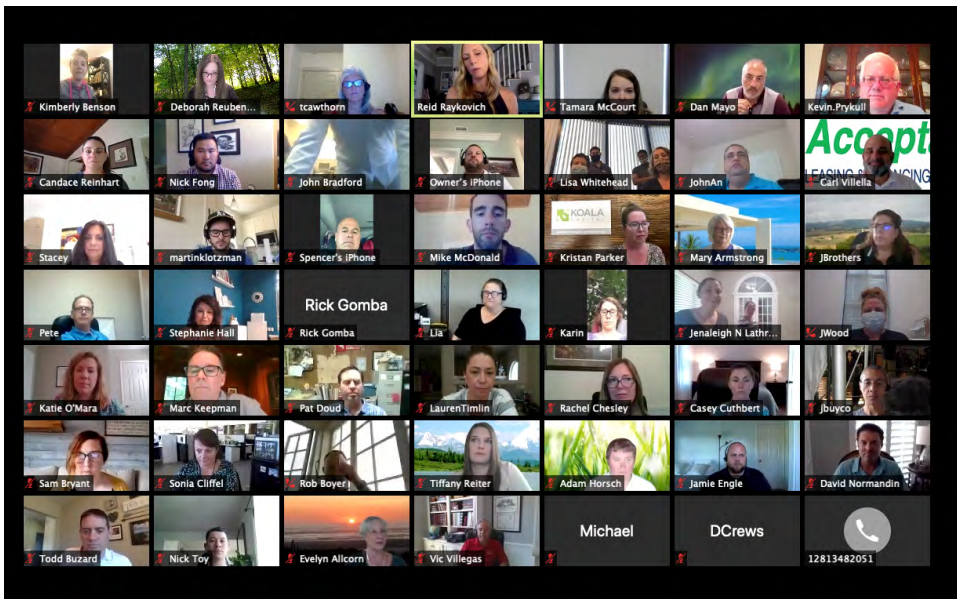 Kimberly Benson
Deborah Reuben...
tcawthorn
Reid Raykovich
Tamara McCourt
Dan Mayo
Kevin.Prykull
Candace Reinhart
Nick Fong
John Bradford
Owner's iPhone
Lisa Whitehead
JohnAn
Accept
LEASING & 
NCING
Carl Villella
Stacey
martinklotzman
Spencer's iPhone
Mike McDonald
KOALA
CAPITAL
Kristan Parker
Mary Armstrong
JBrothers
Pete
Stephanie Hall
Rick Gomba
Rick Gomba
Lia
Karin
Jenaleigh N Lathr...
JWood
Katie O'Mara
Marc Keepman
Pat Doud
LaurenTimlin
Rachel Chesley
Casey Cuthbert
Jbuyco
Sam Bryant
Sonia Cliffel
Rob Boyer
Tiffany Reiter
Adam Horsch
Jamie Engle
David Normandin
Todd Buzard
Nick Toy
Evelyn Allcorn
Vic Villegas
Michael
DCrews
12813482051